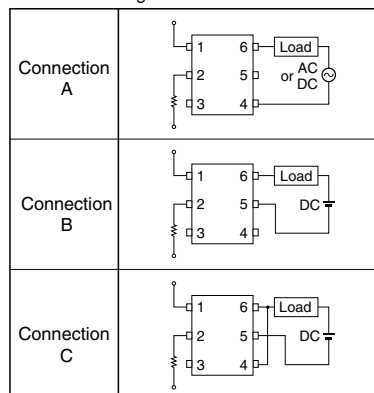 Connection
A
1 6 Load
2 5 or AC
DC
3 4
Connection
B
1 6 Load
2 5 DC
3 4
Connection
C
1 6 Load
2 5 DC
3 4